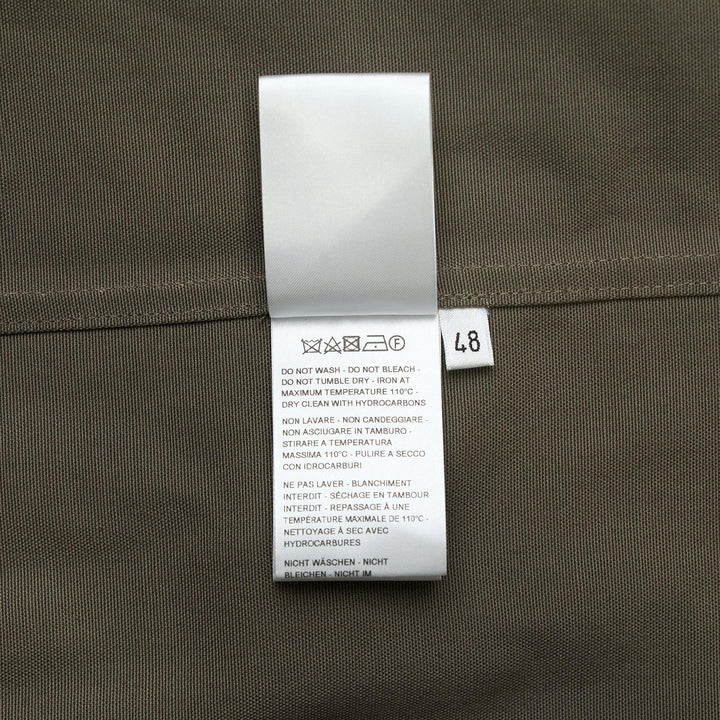 F
48
DO NOT WASH - DO NOT BLEACH -
DO NOT TUMBLE DRY - IRON AT
MAXIMUM TEMPERATURE 110°C -
DRY CLEAN WITH HYDROCARBONS
NON LAVARE - NON CANDEGGIARE -
NON ASCIUGARE IN TAMBURO -
STIRARE A TEMPERATURA
MASSIMA 110°C - PULIRE A SECCO
CON IDROCARBURI
NE PAS LAVER - BLANCHIMENT
INTERDIT - SÉCHAGE EN TAMBOUR
INTERDIT - REPASSAGE À UNE
TEMPÉRATURE MAXIMALE DE 110°C -
NETTOYAGE À SEC AVEC
HYDROCARBURES
NICHT WÄSCHEN - NICHT
BLEICHEN - NICHT IM